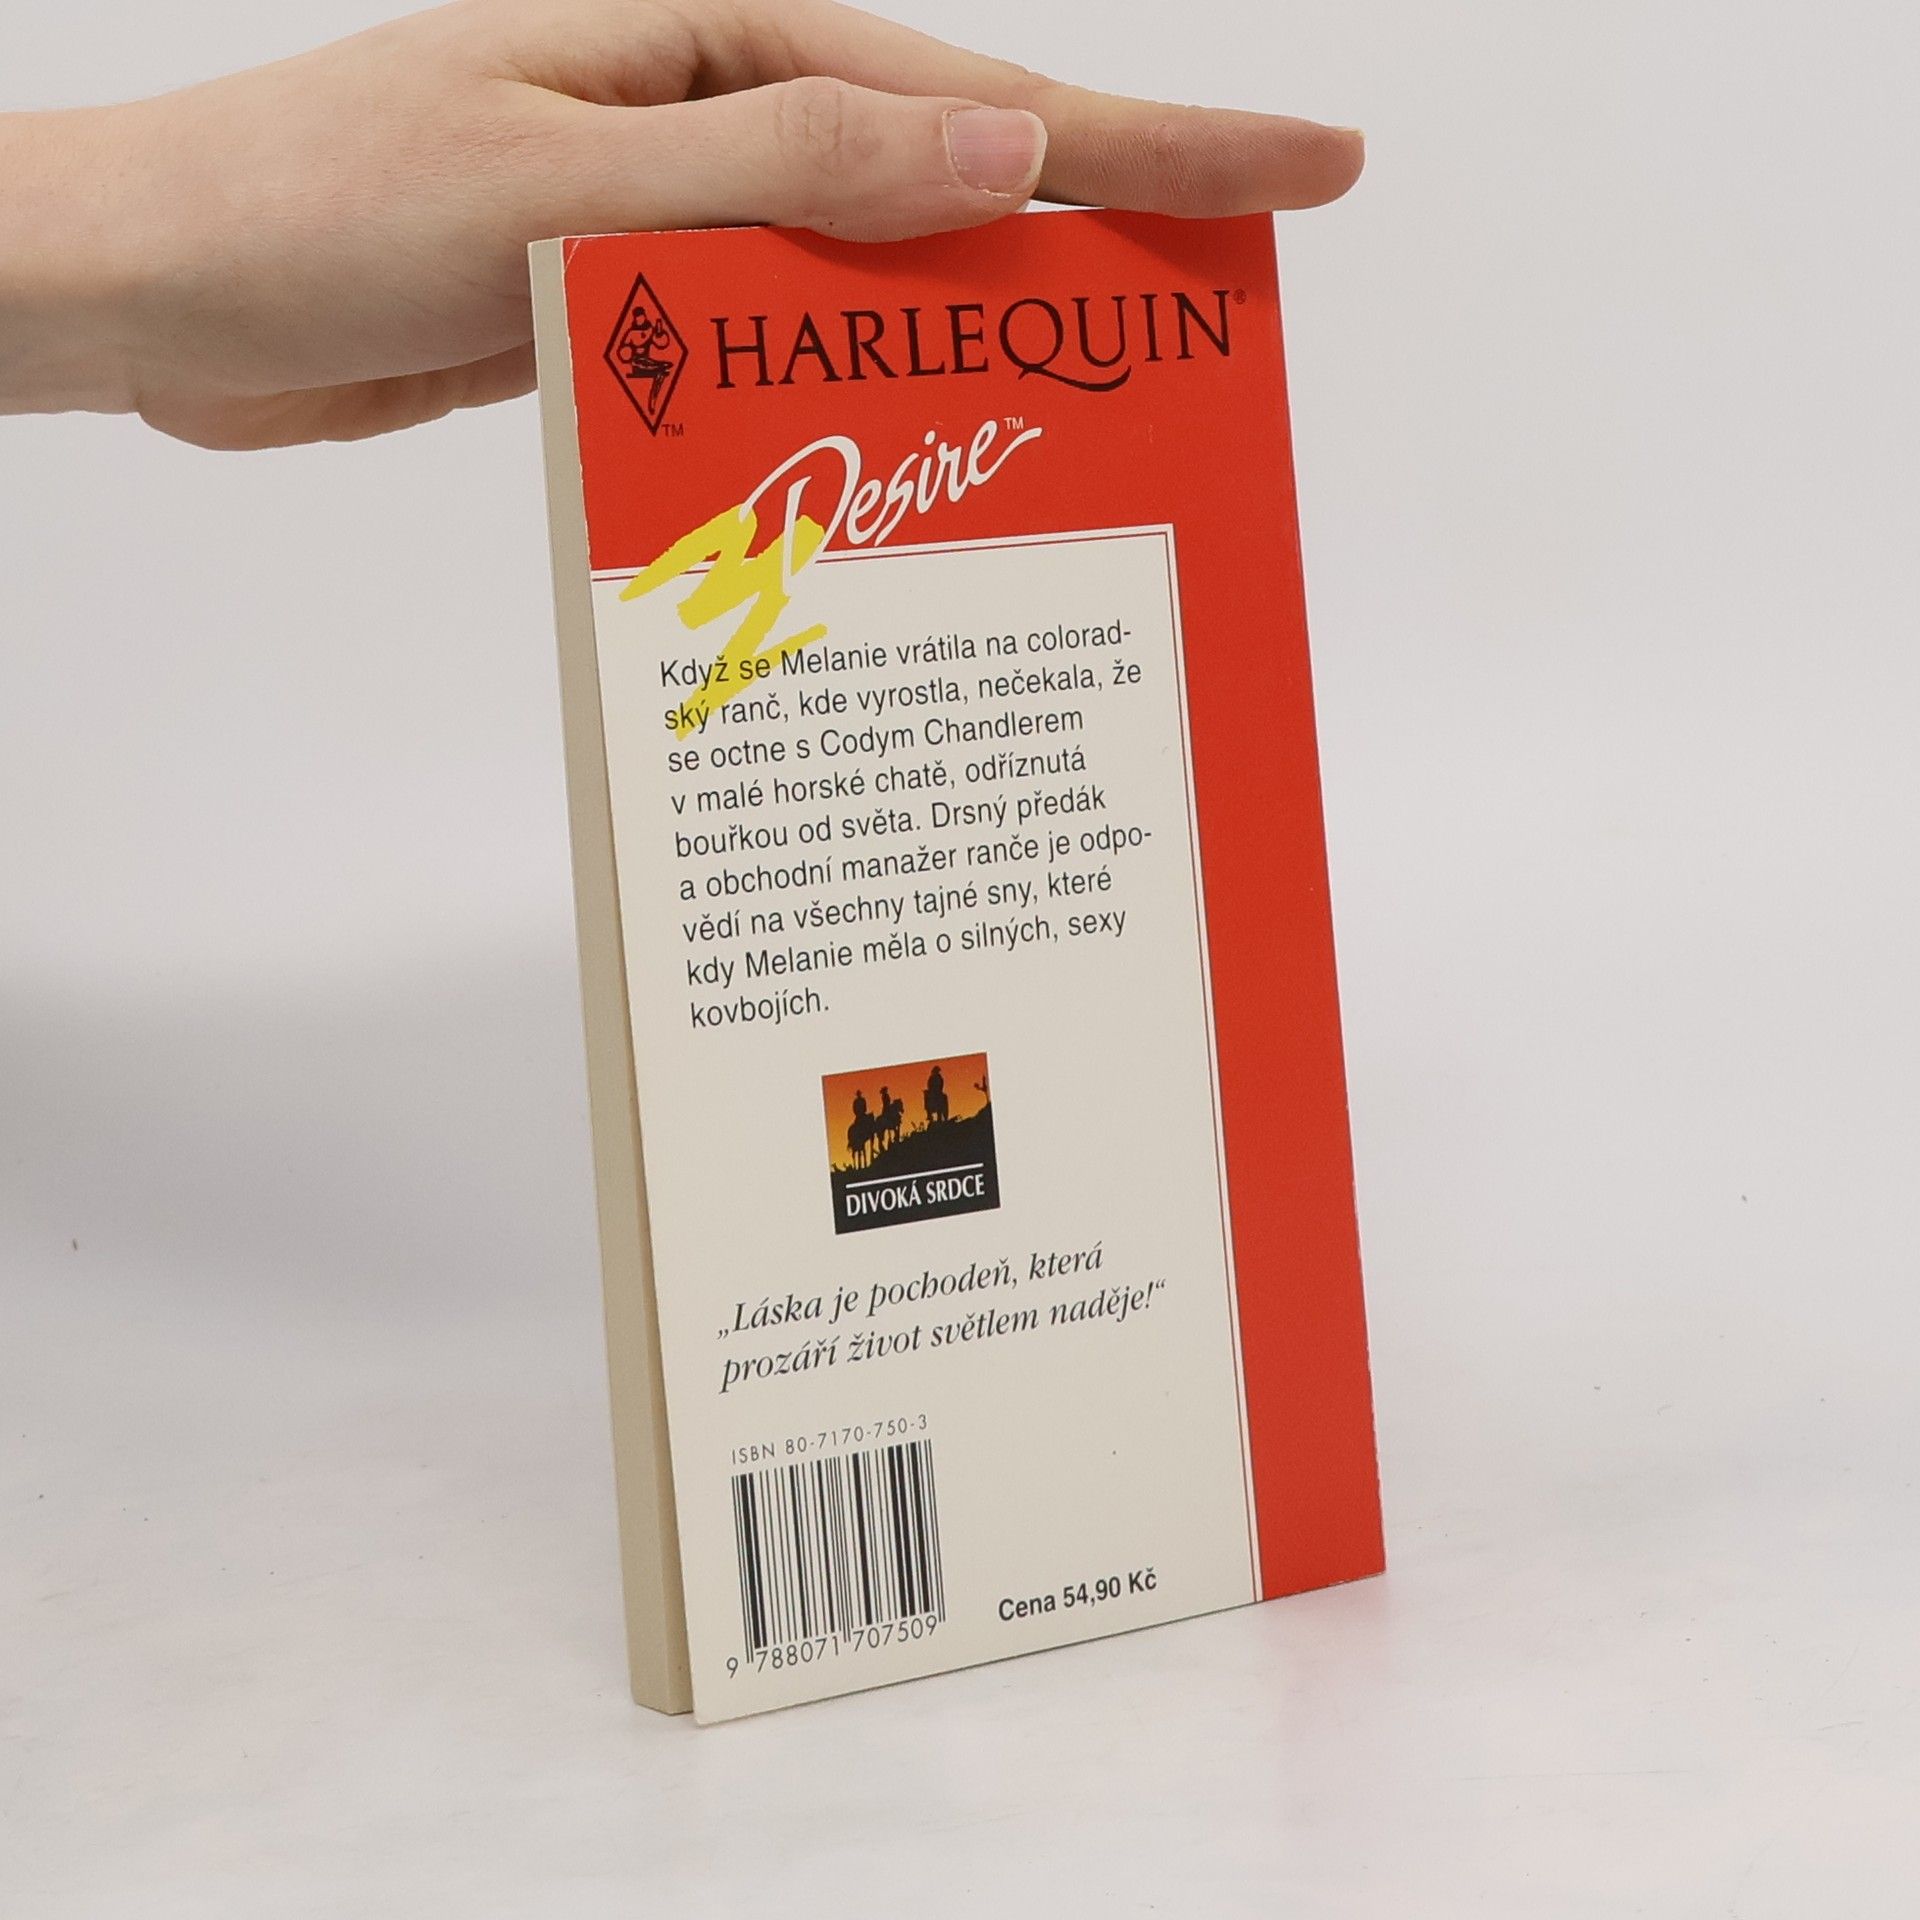 HARLEQUIN®
TM
Desire™
Když se Melanie vrátila na colorad-
ský ranč, kde vyrostla, nečekala, že
se octne s Codym Chandlerem
v malé horské chatě, odříznutá
bouřkou od světa. Drsný předák
a obchodní manažer ranče je odpo-
vědí na všechny tajné sny, které
kdy Melanie měla o silných, sexy
kovbojích.
DIVOKÁ SRDCE
„Láska je pochodeň, která
prozáří život světlem naděje!“
ISBN 80-7170-750-3
9 788071 707509
Cena 54,90 Kč